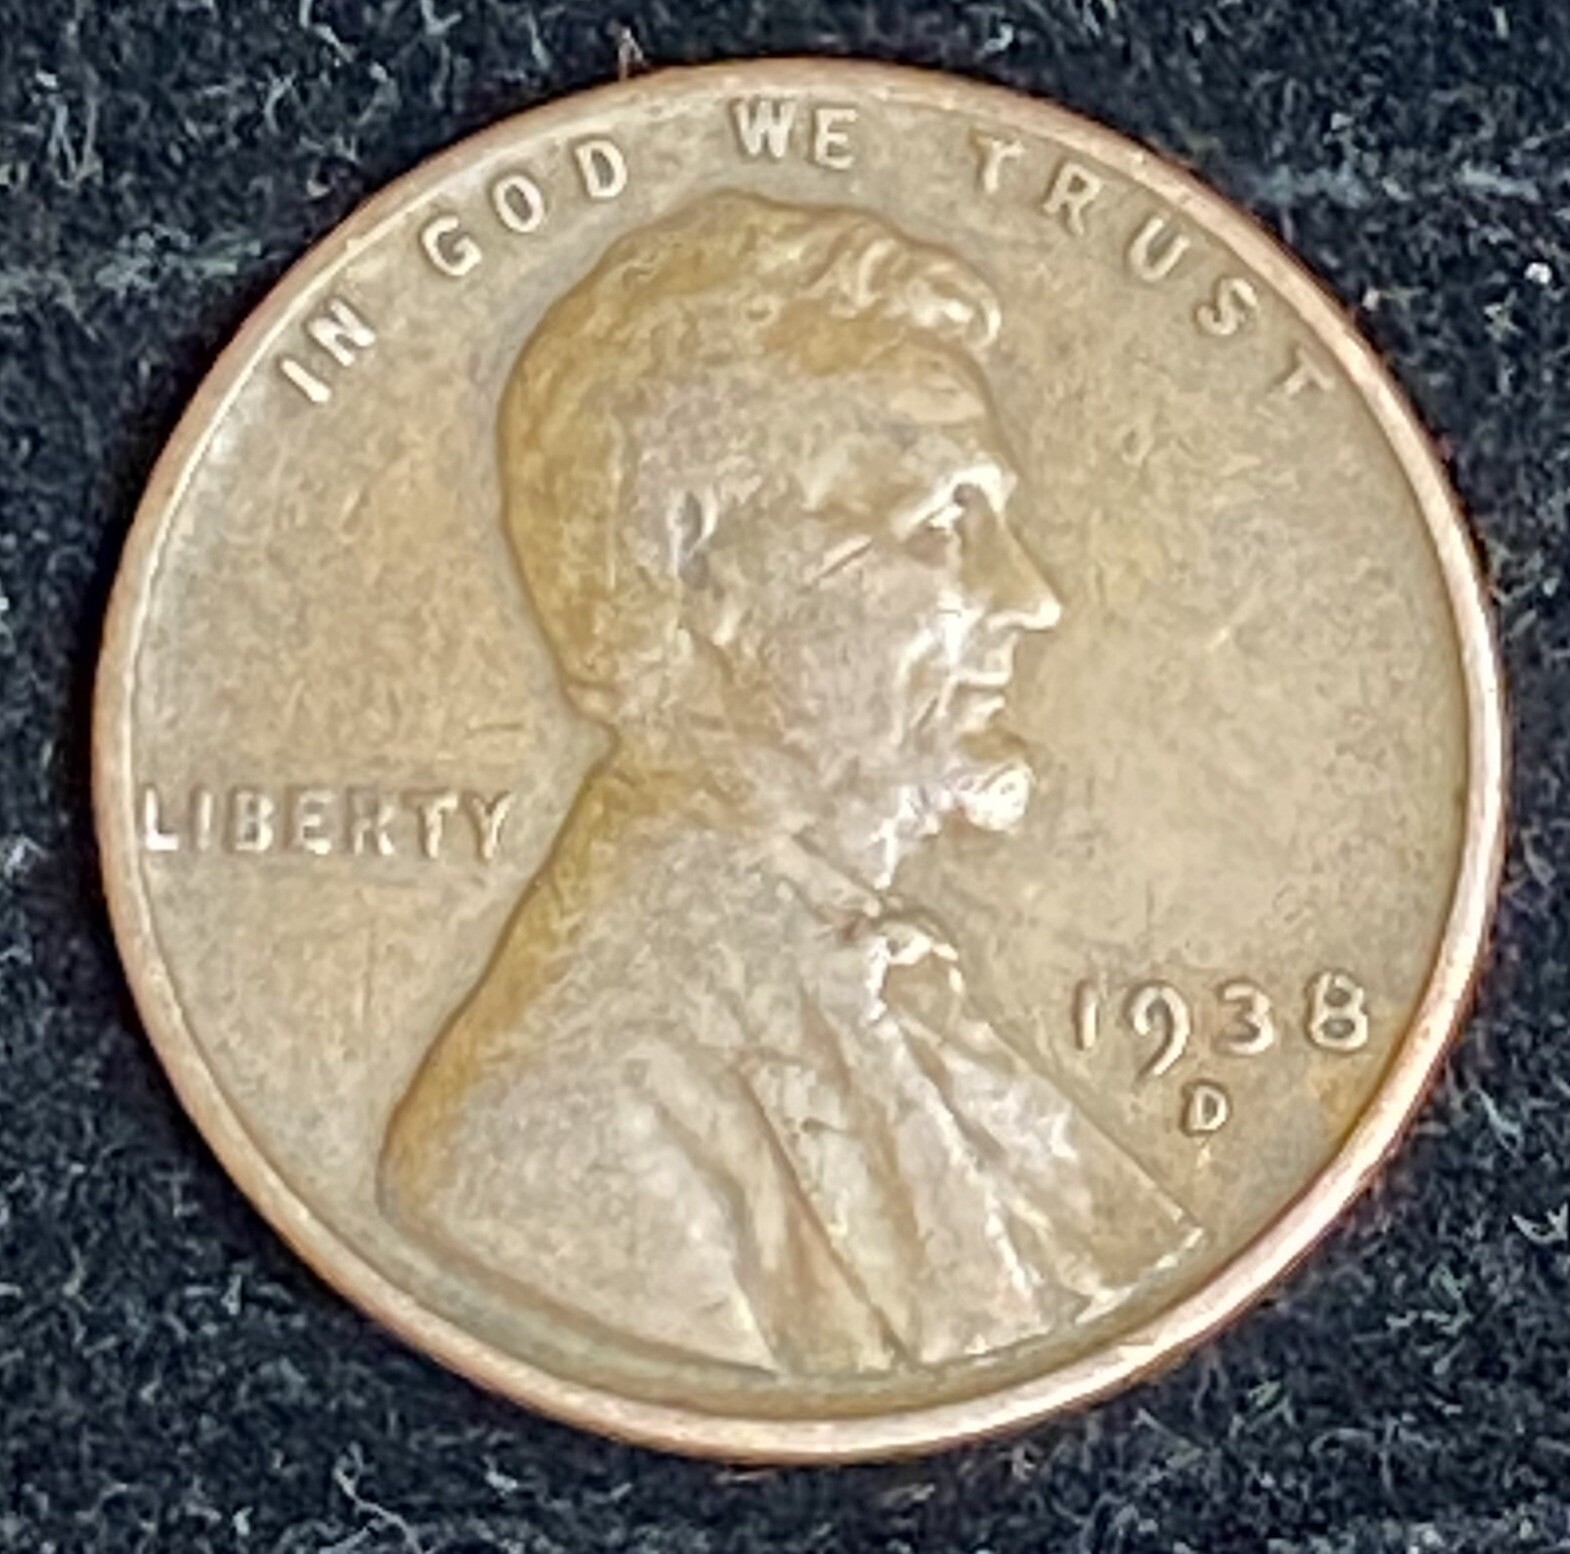 IN GOD WE TRUST
LIBERTY
1938
D